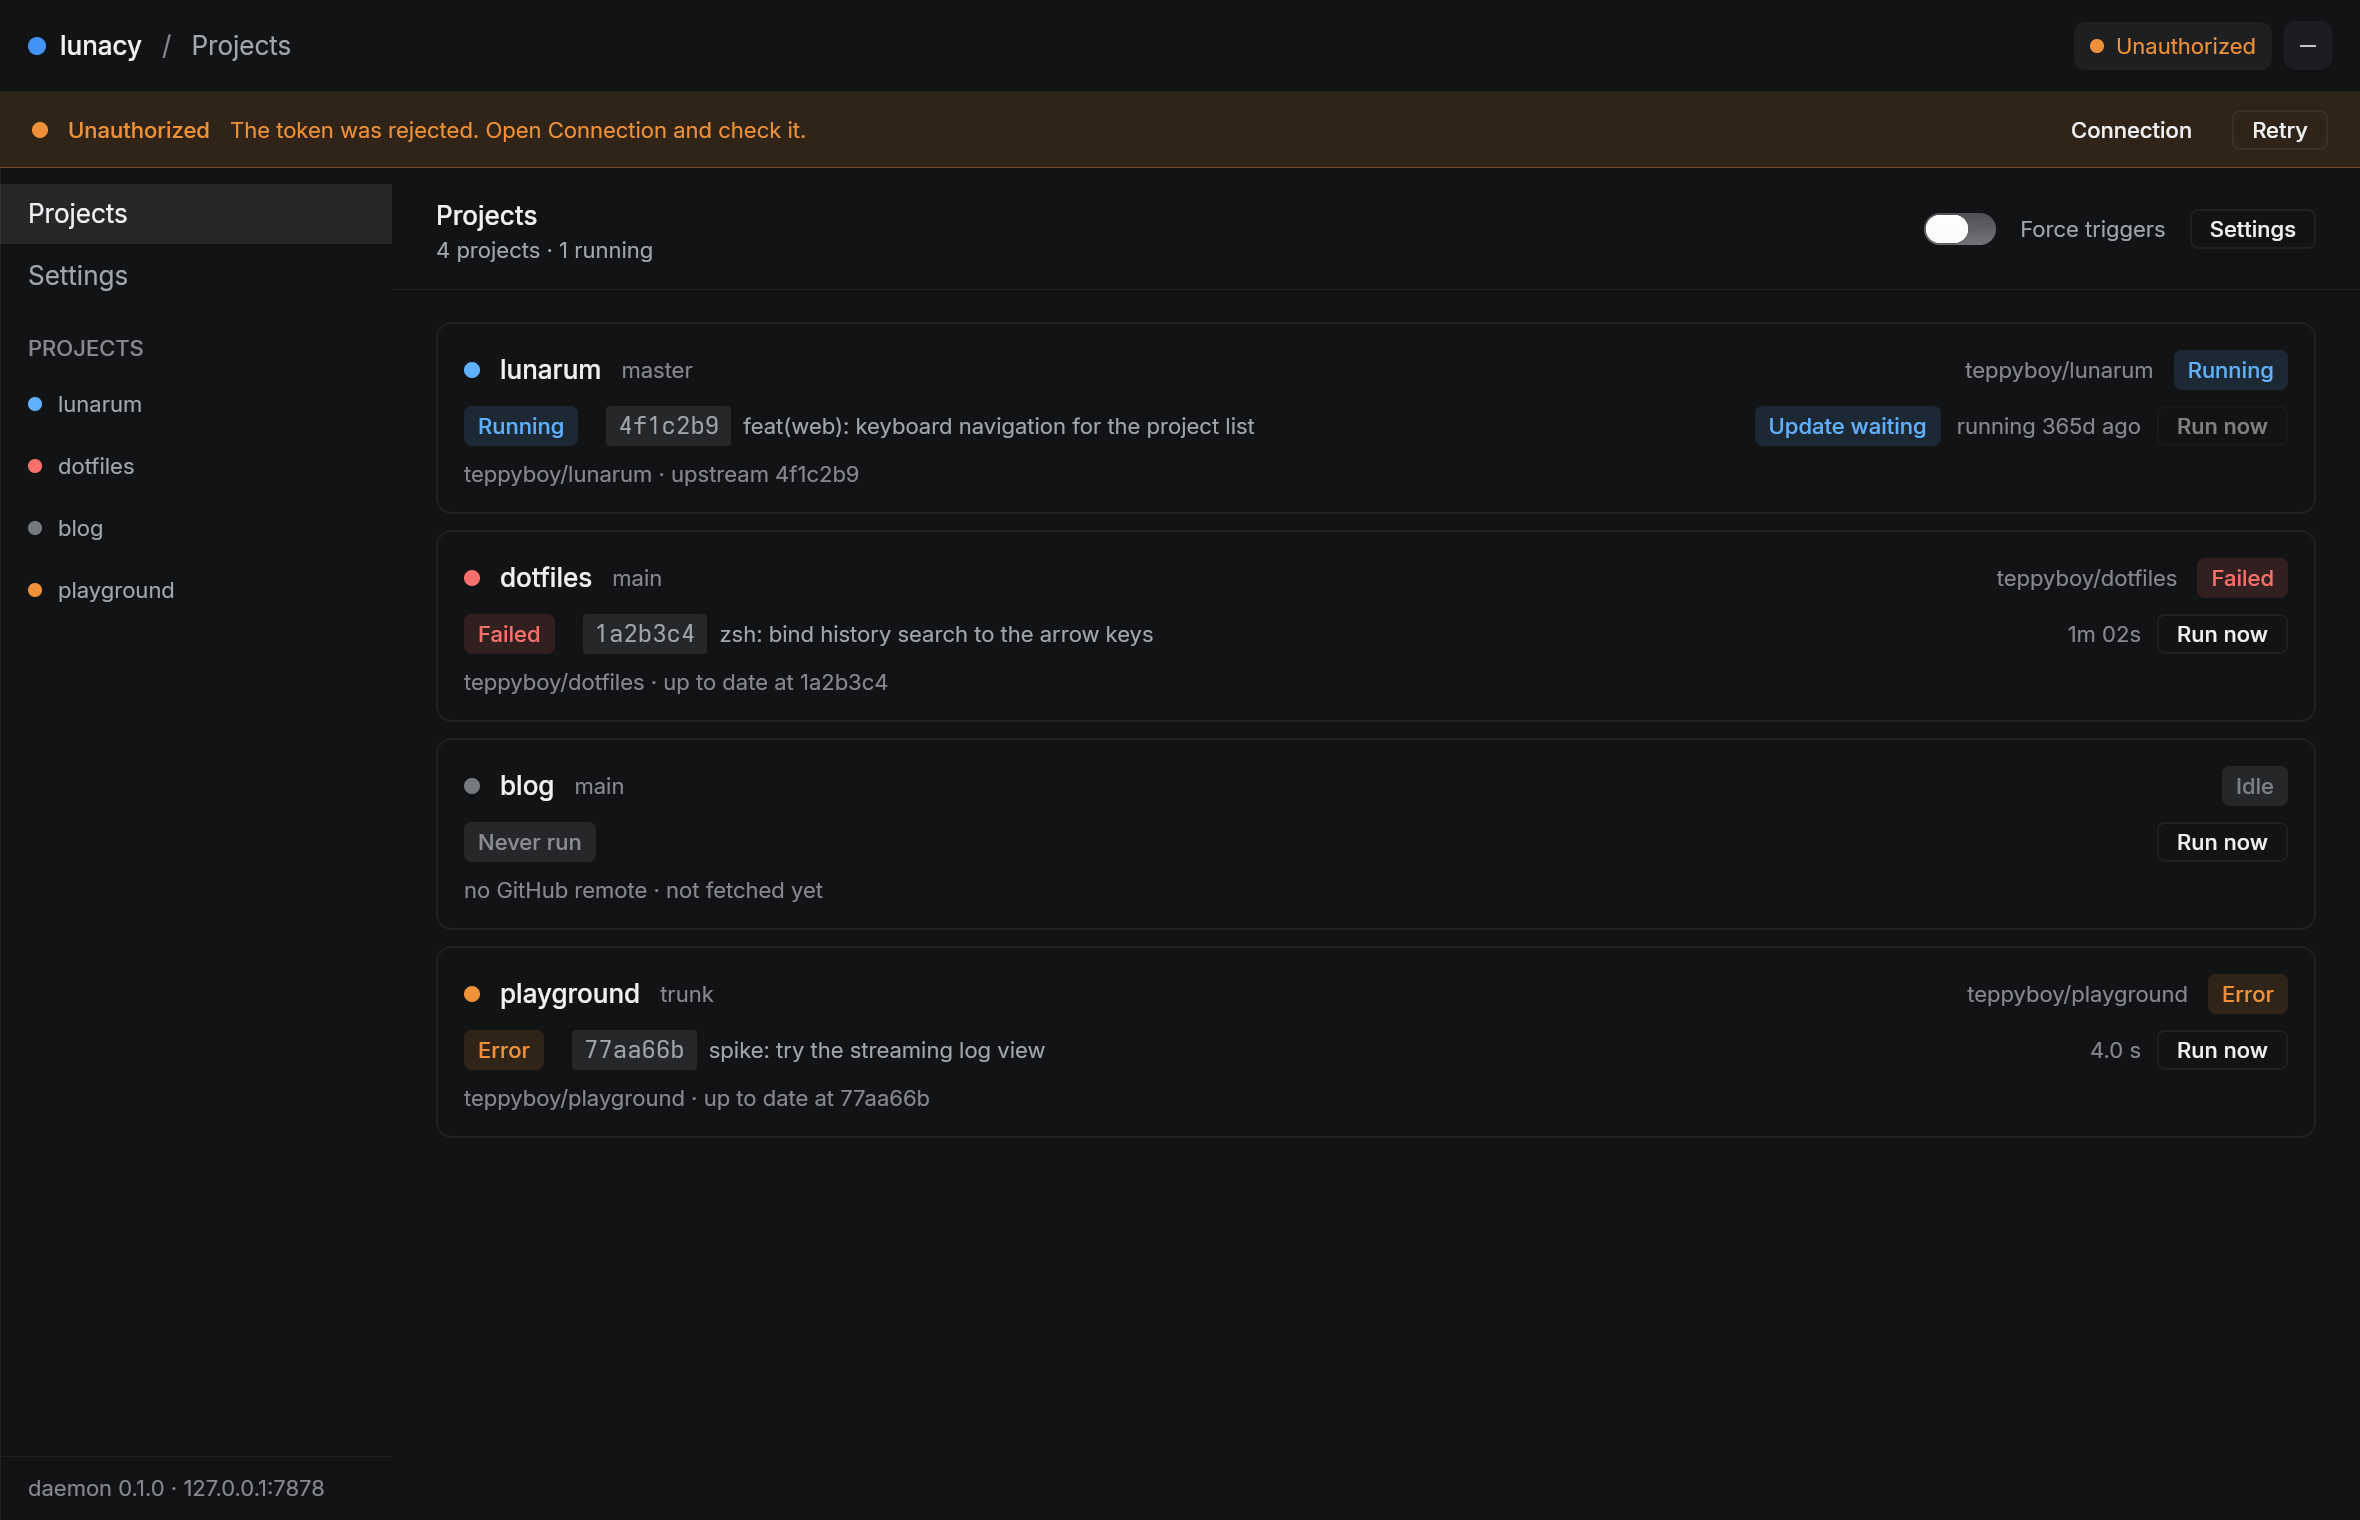 lunacy / Projects
Unauthorized
Unauthorized The token was rejected. Open Connection and check it.
Connection
Retry
Projects
Settings
PROJECTS
lunarum
dotfiles
blog
playground
daemon 0.1.0 · 127.0.0.1:7878
Projects
4 projects · 1 running
Force triggers
Settings
lunarum master
teppyboy/lunarum Running
Running 4f1c2b9 feat(web): keyboard navigation for the project list
Update waiting running 365d ago Run now
teppyboy/lunarum · upstream 4f1c2b9
dotfiles main
teppyboy/dotfiles Failed
Failed 1a2b3c4 zsh: bind history search to the arrow keys
1m 02s Run now
teppyboy/dotfiles · up to date at 1a2b3c4
blog main
Idle
Never run
Run now
no GitHub remote · not fetched yet
playground trunk
teppyboy/playground Error
Error 77aa66b spike: try the streaming log view
4.0 s Run now
teppyboy/playground · up to date at 77aa66b